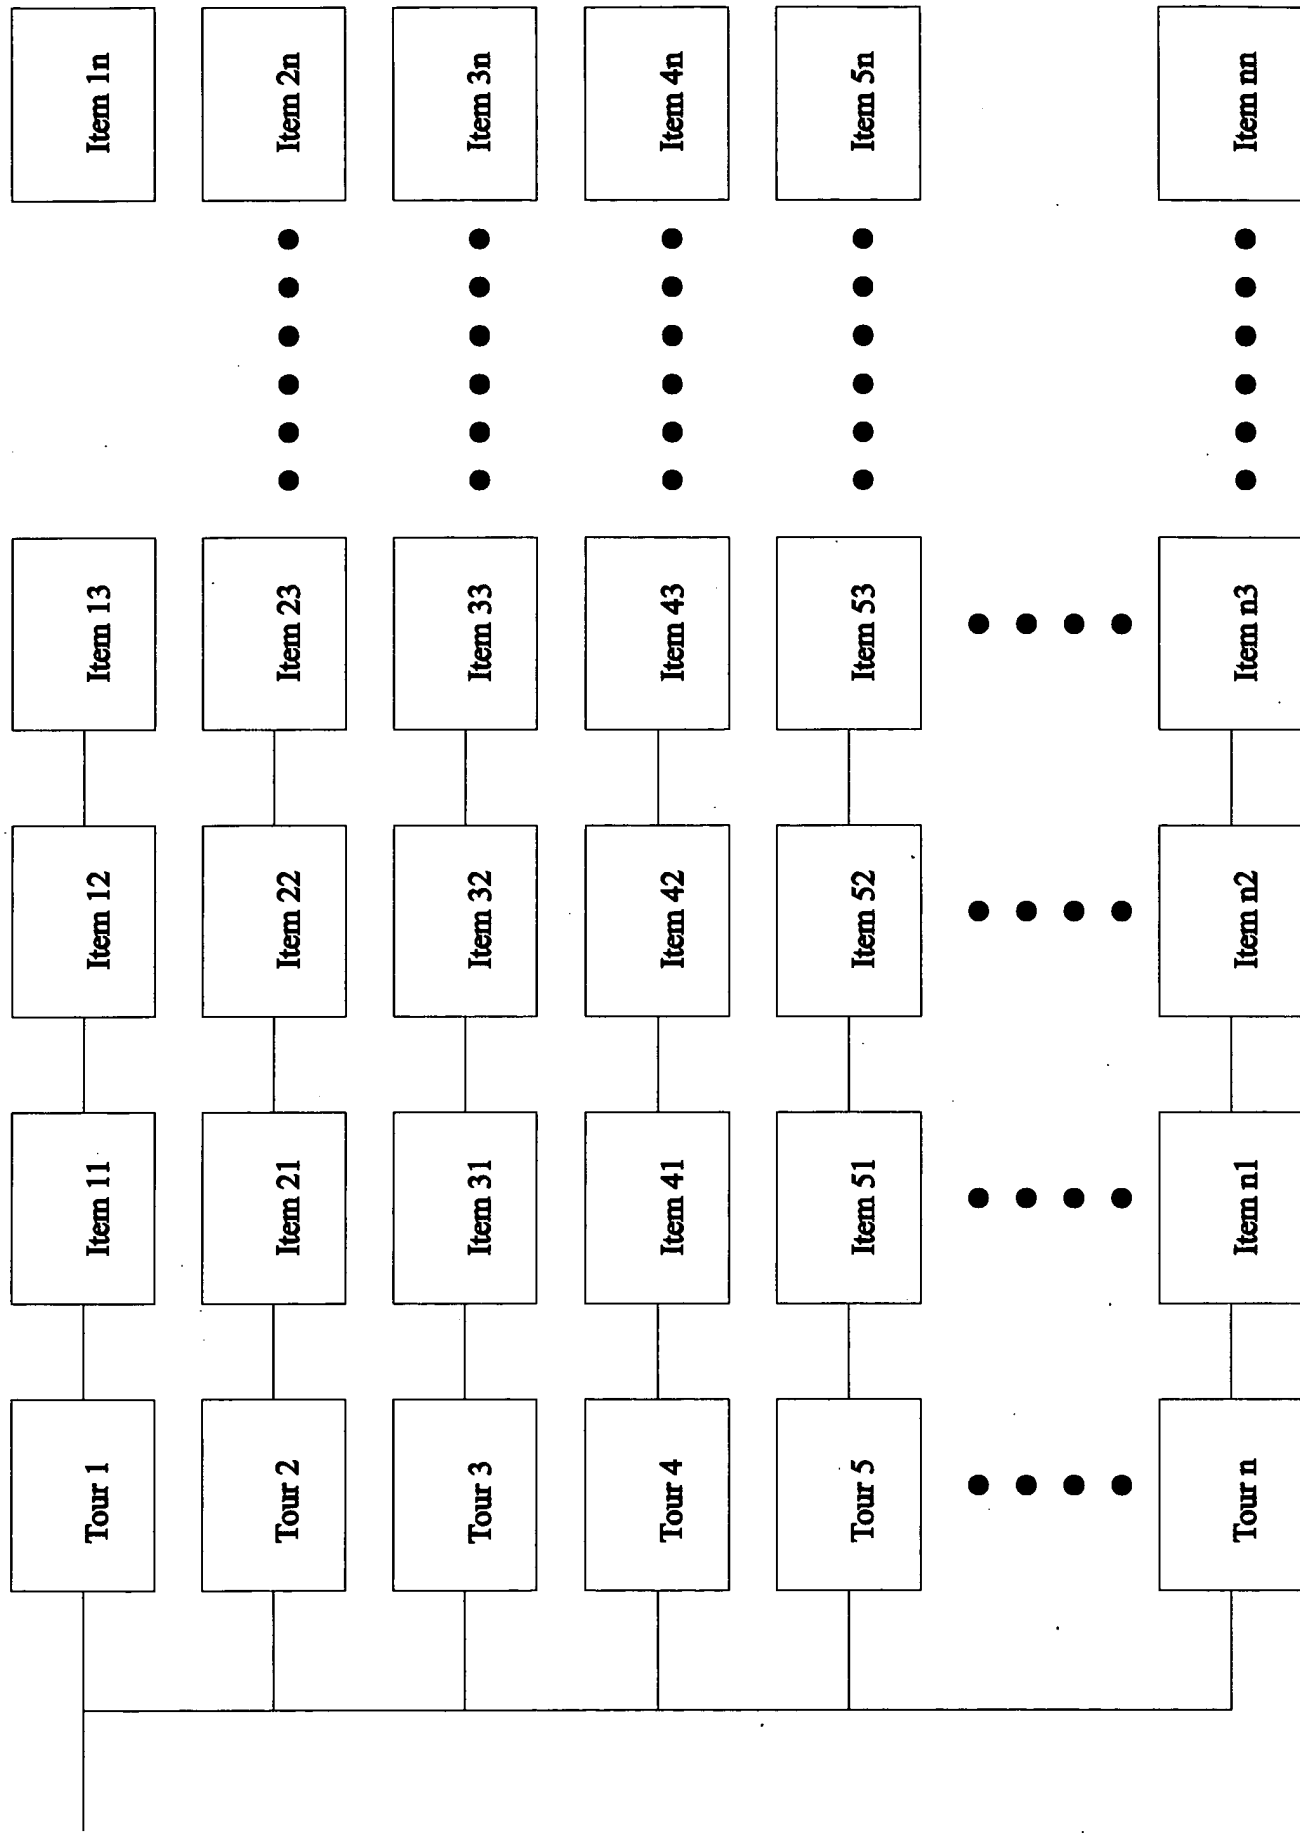 Tour 1
Item 11
Item 12
Item 13
Item 1n
Tour 2
Item 21
Item 22
Item 23
Item 2n
Tour 3
Item 31
Item 32
Item 33
Item 3n
Tour 4
Item 41
Item 42
Item 43
Item 4n
Tour 5
Item 51
Item 52
Item 53
Item 5n
Tour n
Item n1
Item n2
Item n3
Item nn